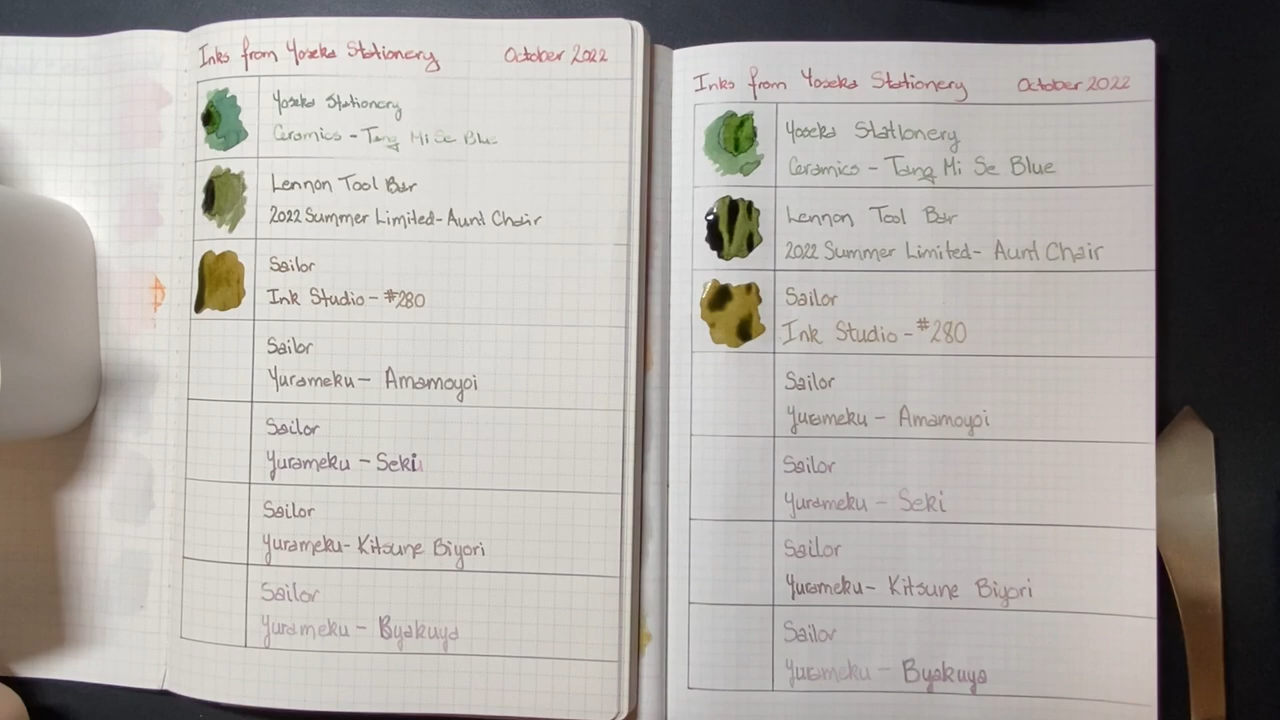 Inks from Yoseka Stationery October 2022
Yoseka Stationery
Ceramics - Tang Mi Se Blue
Lennon Tool Bar
2022 Summer Limited- Aunt Chair
Sailor
Ink Studio - #280
Sailor
Yurameku - Amamoyoi
Sailor
Yurameku - Seki
Sailor
Yurameku- Kitsune Biyori
Sailor
Yurameku - Byakuya
Inks from Yoseka Stationery October 2022
Yoseka Stationery
Ceramics - Tang Mi Se Blue
Lennon Tool Bar
2022 Summer Limited- Aunt Chair
Sailor
Ink Studio - #280
Sailor
Yurameku - Amamoyoi
Sailor
Yurameku - Seki
Sailor
Yurameku- Kitsune Biyori
Sailor
Yurameku - Byakuya